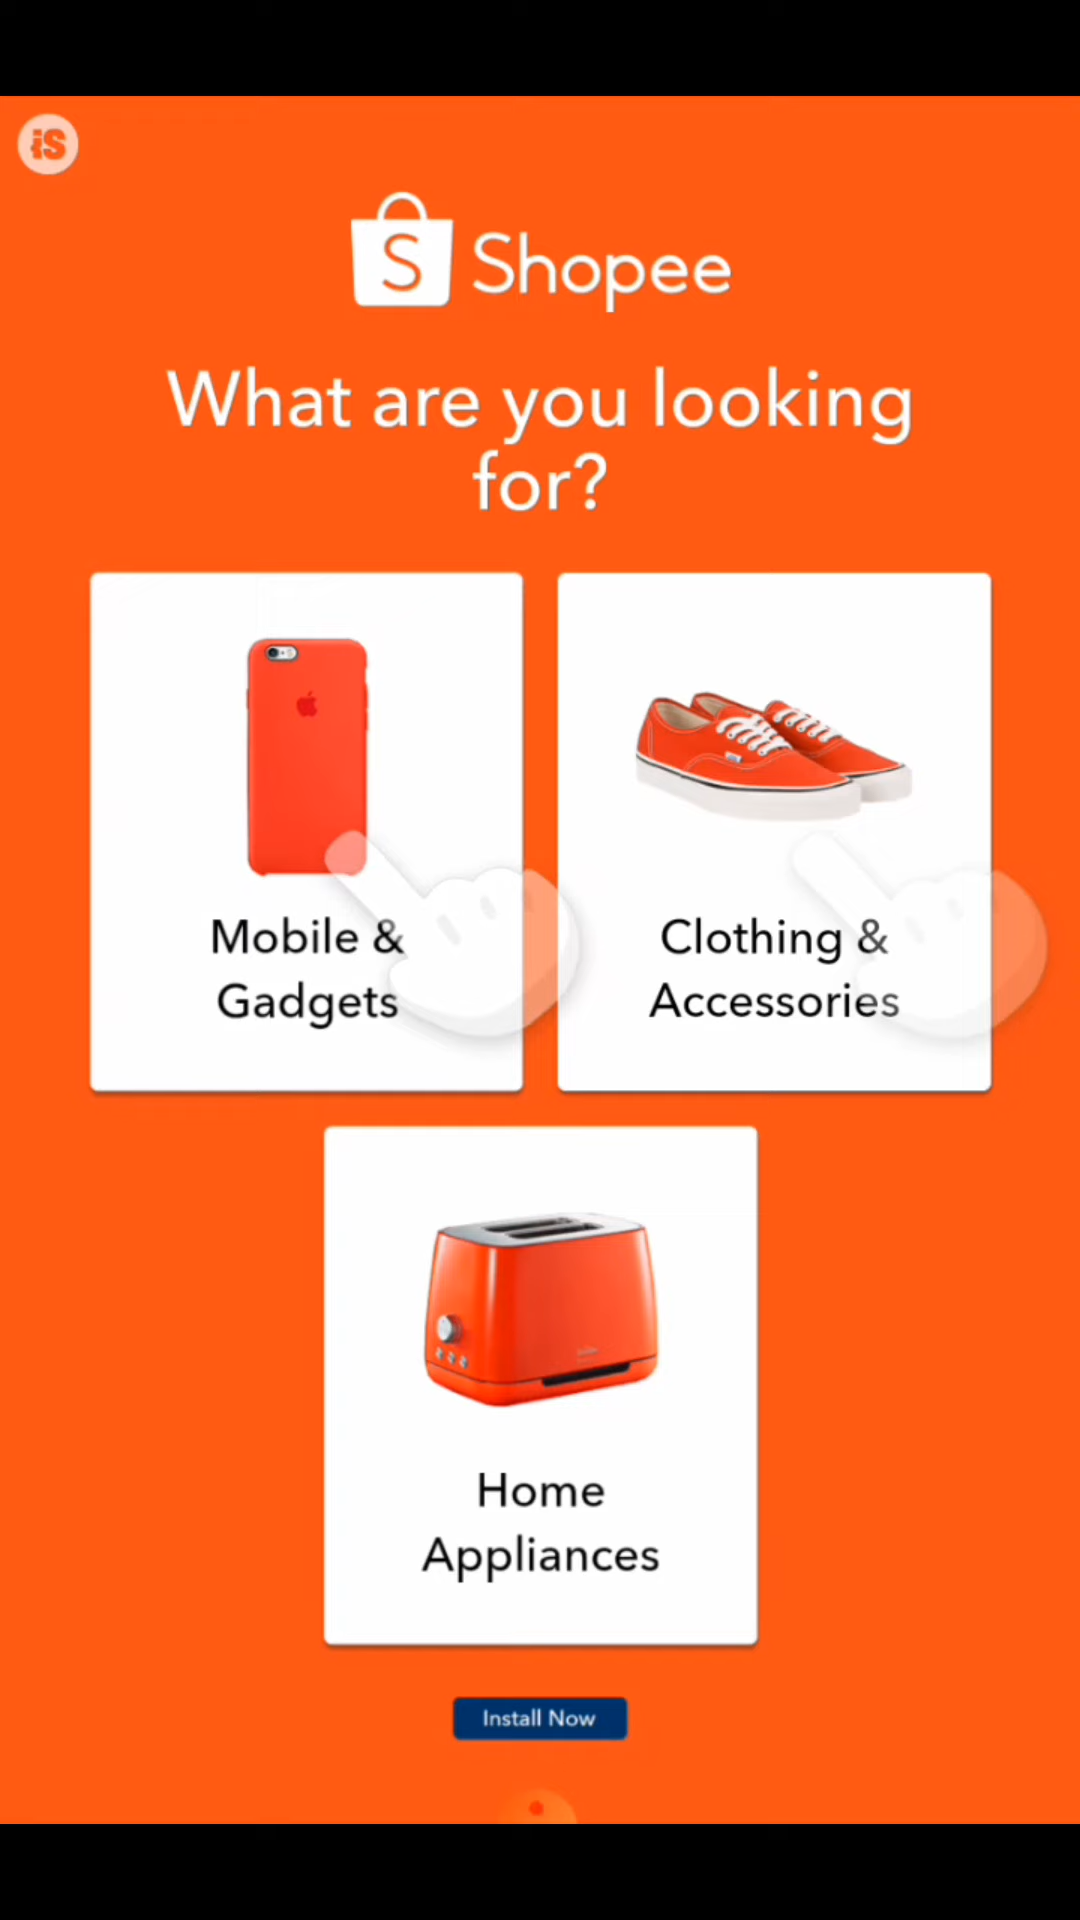 iS
S Shopee
What are you looking
for?
Mobile &
Gadgets
Clothing &
Accessories
Home
Appliances
Install Now